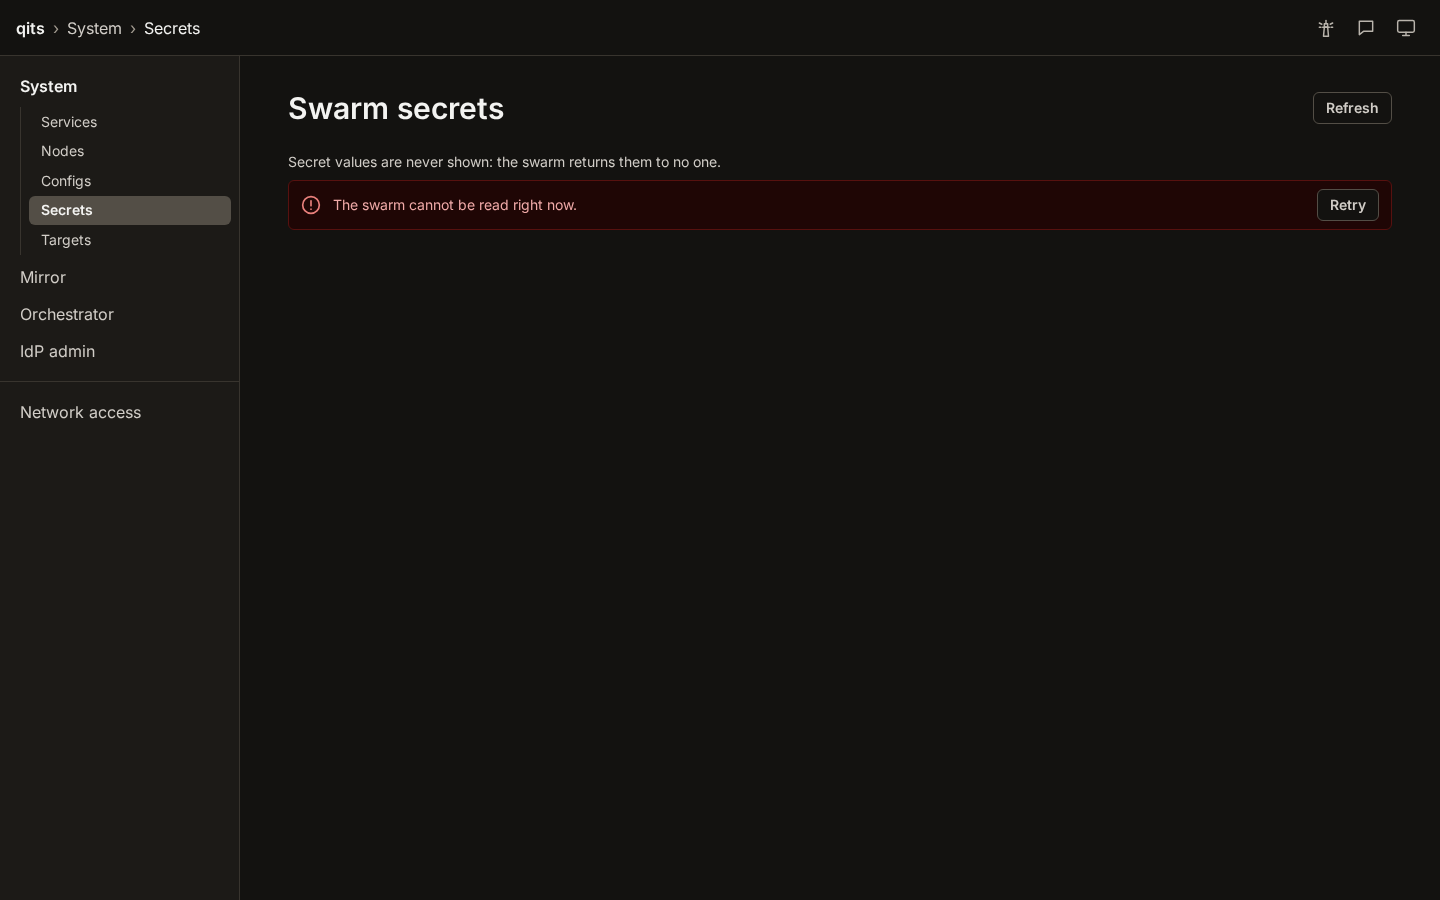 qits › System › Secrets
System
Services
Nodes
Configs
Secrets
Targets
Mirror
Orchestrator
IdP admin
Network access
Swarm secrets
Refresh
Secret values are never shown: the swarm returns them to no one.
The swarm cannot be read right now.
Retry